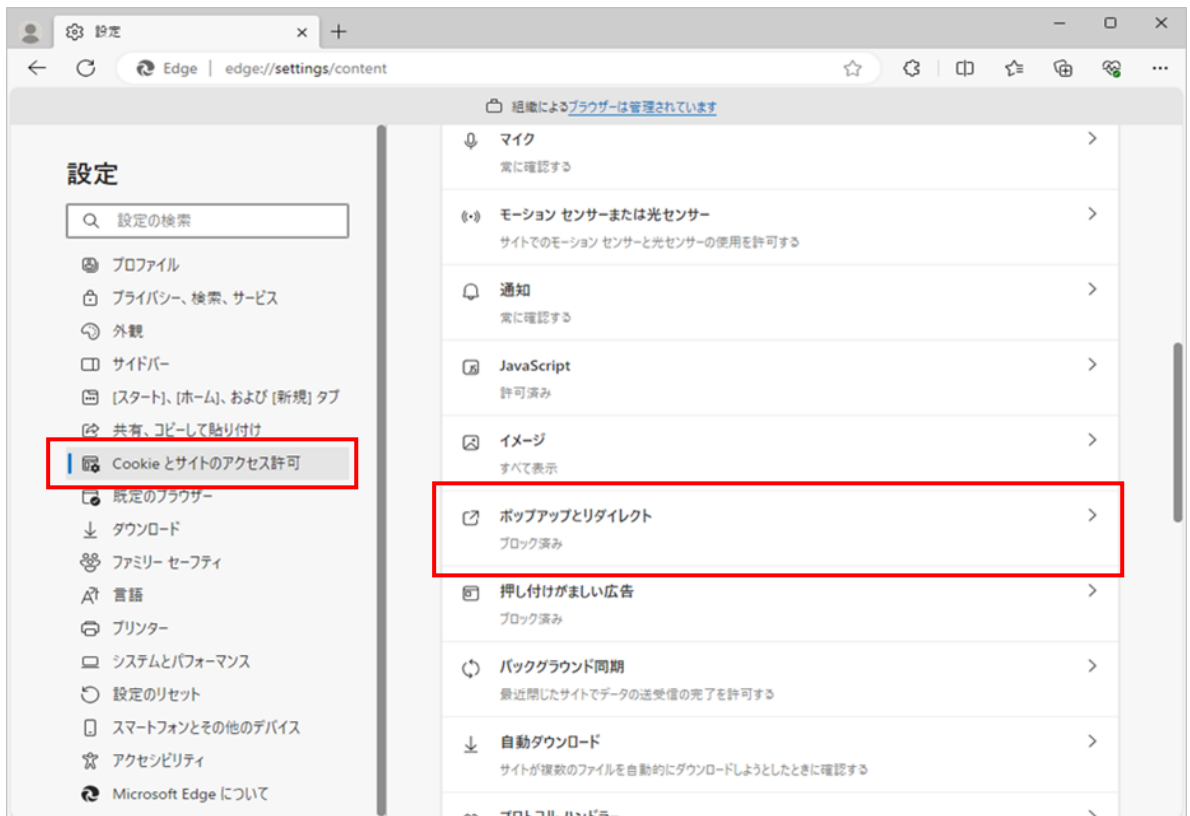 設定
Edge | edge://settings/content
組織によるブラウザーは管理されています
設定
設定の検索
プロファイル
プライバシー、検索、サービス
外観
サイドバー
[スタート]、[ホーム]、および [新規] タブ
共有、コピーして貼り付け
Cookie とサイトのアクセス許可
既定のブラウザー
ダウンロード
ファミリー セーフティ
言語
プリンター
システムとパフォーマンス
設定のリセット
スマートフォンとその他のデバイス
アクセシビリティ
Microsoft Edge について
マイク
常に確認する
モーション センサーまたは光センサー
サイトでのモーション センサーと光センサーの使用を許可する
通知
常に確認する
JavaScript
許可済み
イメージ
すべて表示
ポップアップとリダイレクト
ブロック済み
押し付けがましい広告
ブロック済み
バックグラウンド同期
最近閉じたサイトでデータの送受信の完了を許可する
自動ダウンロード
サイトが複数のファイルを自動的にダウンロードしようとしたときに確認する
プロトコル ハンドラー